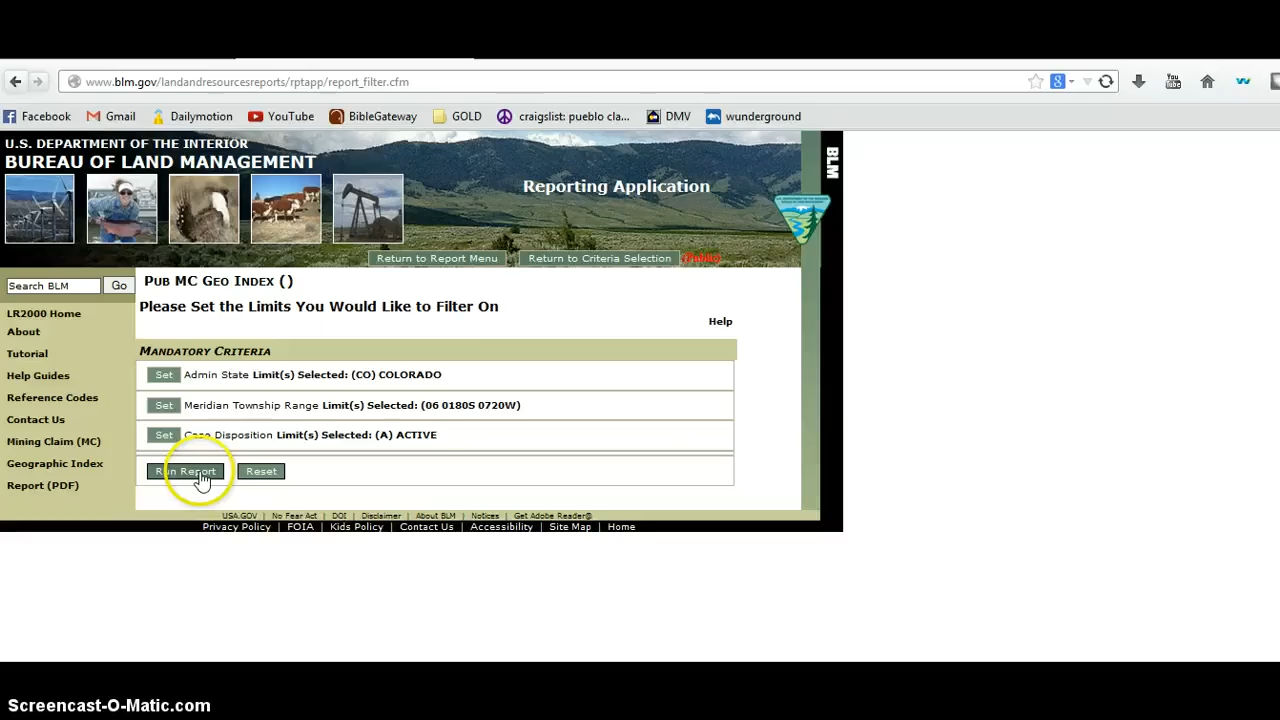 www.blm.gov/landandresourcesreports/rptapp/report_filter.cfm
Facebook Gmail Dailymotion YouTube BibleGateway GOLD craigslist: pueblo cla... DMV wunderground
U.S. DEPARTMENT OF THE INTERIOR
BUREAU OF LAND MANAGEMENT
BLM
Reporting Application
Return to Report Menu Return to Criteria Selection (Public)
Search BLM Go
LR2000 Home
About
Tutorial
Help Guides
Reference Codes
Contact Us
Mining Claim (MC)
Geographic Index
Report (PDF)
PUB MC GEO INDEX ()
Please Set the Limits You Would Like to Filter On
Help
MANDATORY CRITERIA
Set Admin State Limit(s) Selected: (CO) COLORADO
Set Meridian Township Range Limit(s) Selected: (06 0180S 0720W)
Set Case Disposition Limit(s) Selected: (A) ACTIVE
Run Report Reset
USA.GOV | No Fear Act | DOI | Disclaimer | About BLM | Notices | Get Adobe Reader®
Privacy Policy | FOIA | Kids Policy | Contact Us | Accessibility | Site Map | Home
Screencast-O-Matic.com